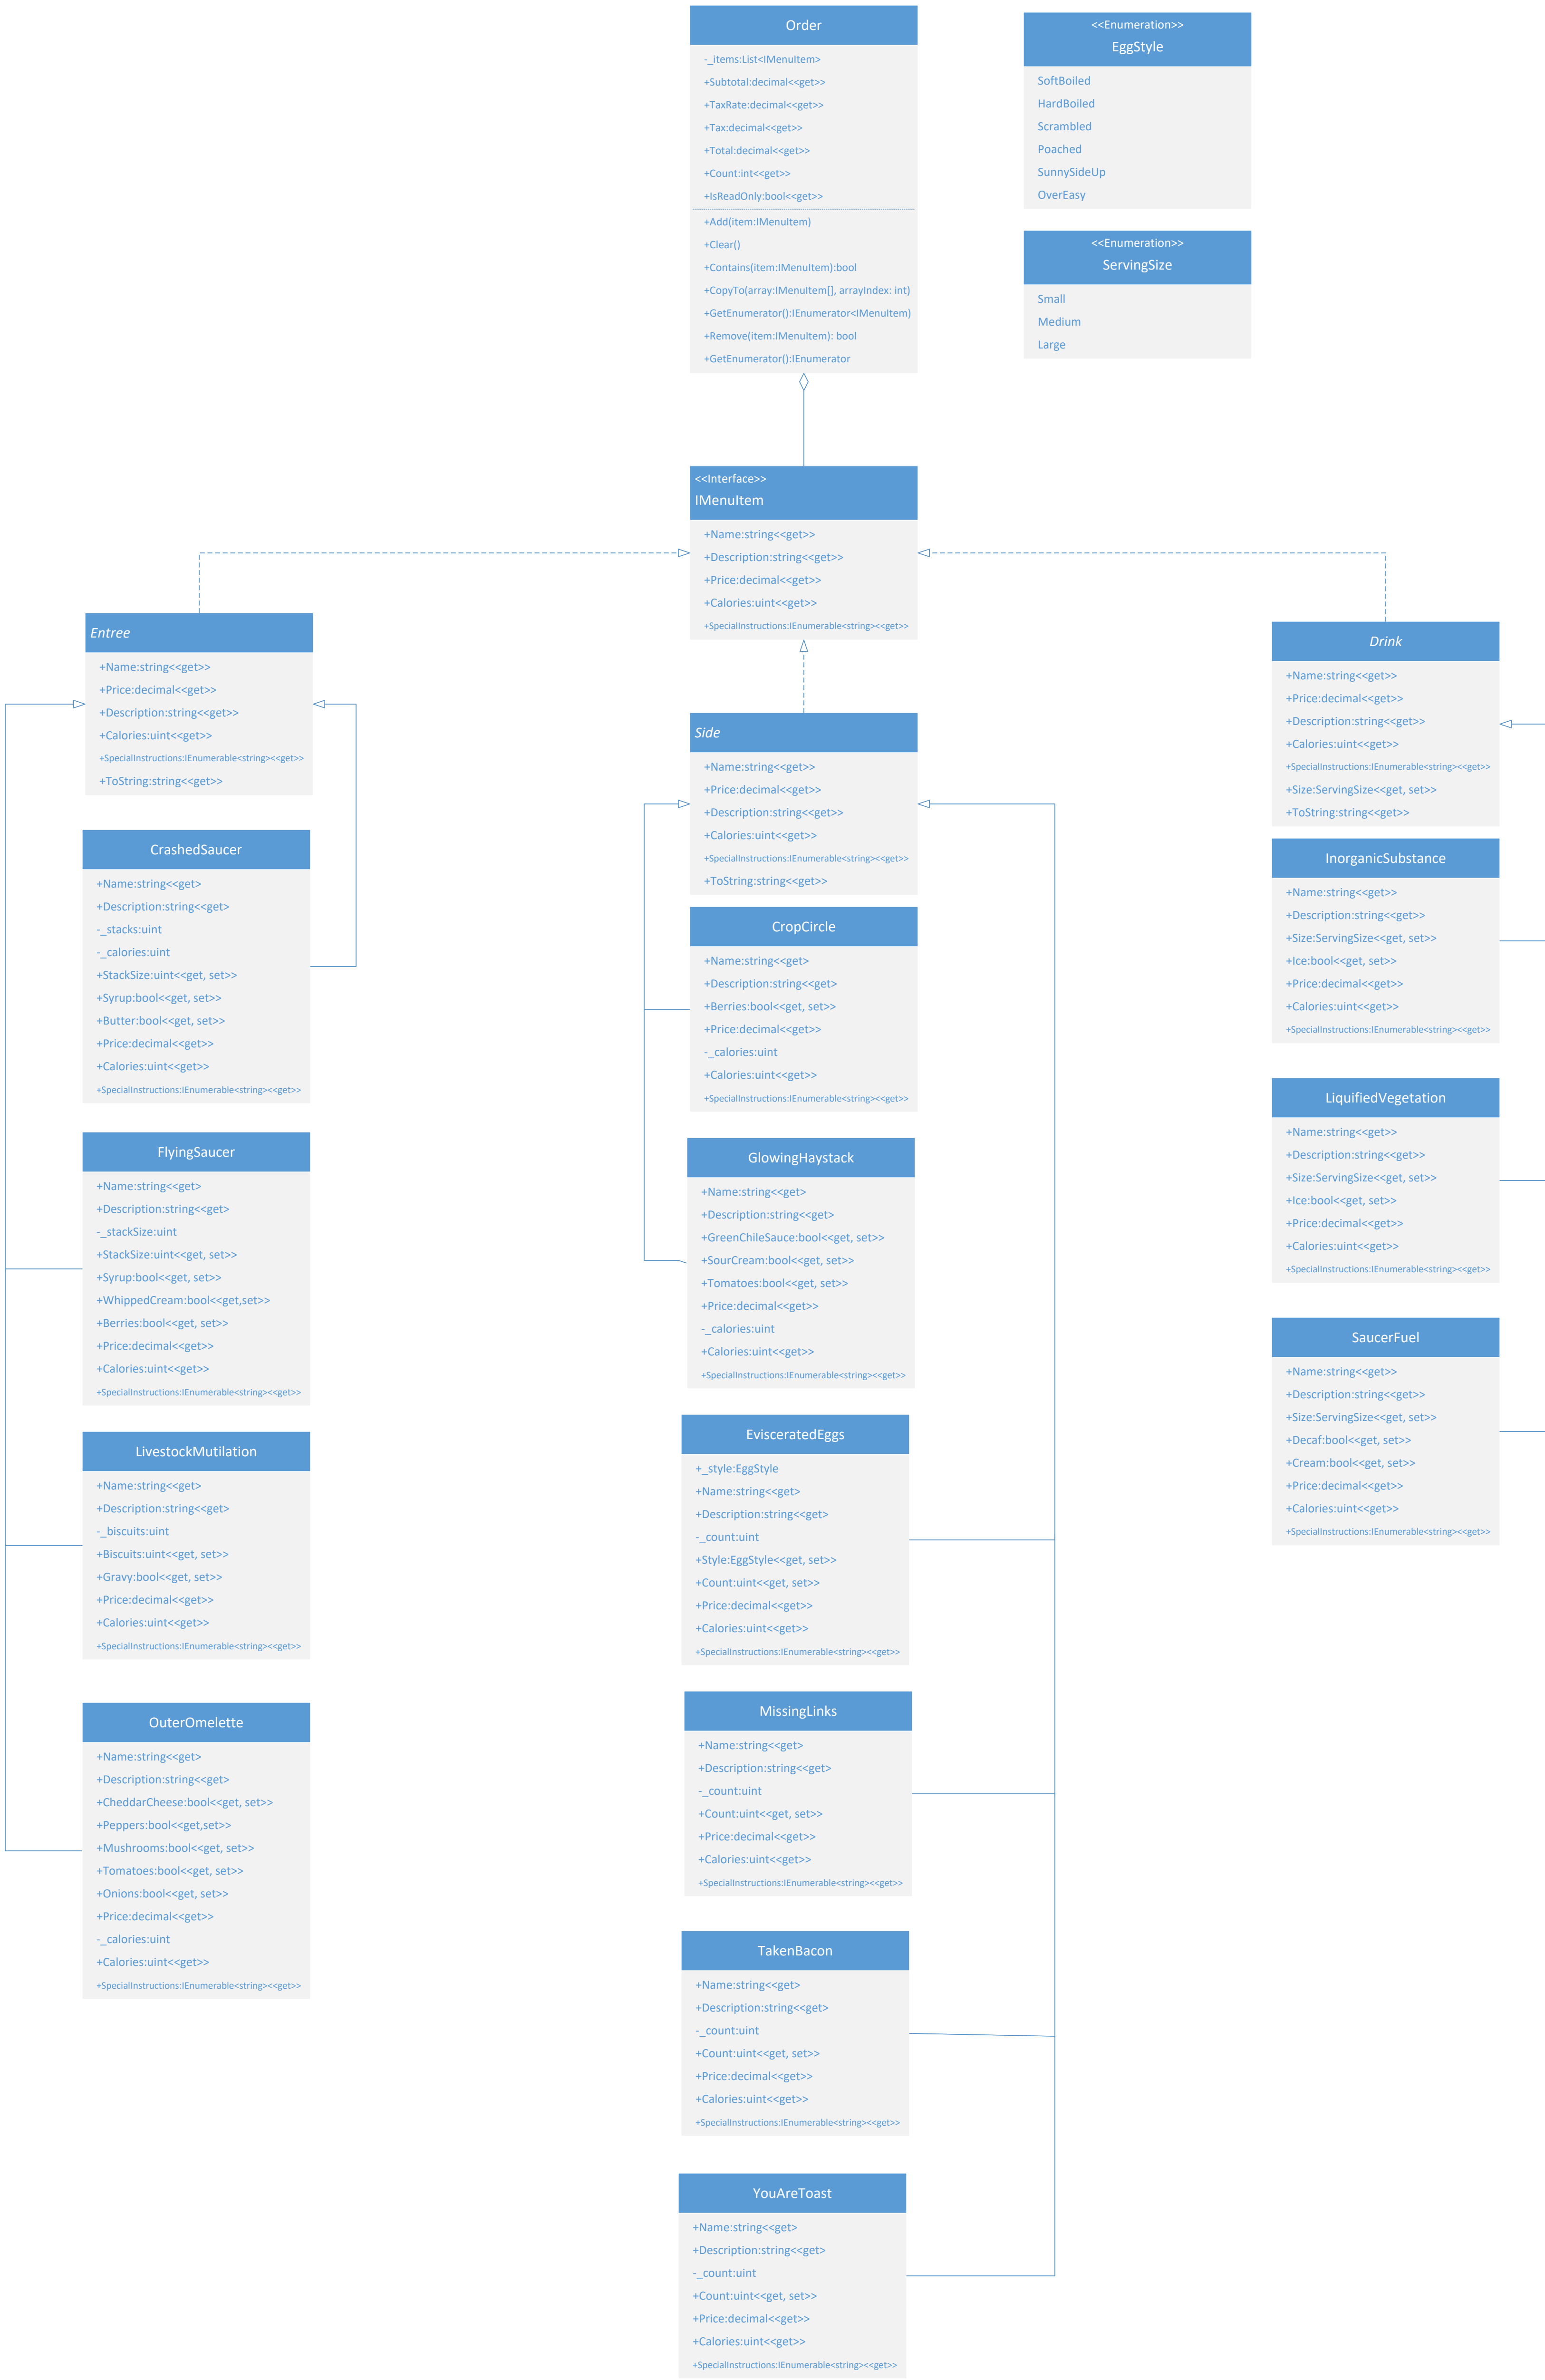 Order
-_items:List<IMenuItem>
+Subtotal:decimal<<get>>
+TaxRate:decimal<<get>>
+Tax:decimal<<get>>
+Total:decimal<<get>>
+Count:int<<get>>
+IsReadOnly:bool<<get>>
+Add(item:IMenuItem)
+Clear()
+Contains(item:IMenuItem):bool
+CopyTo(array:IMenuItem[], arrayIndex: int)
+GetEnumerator():IEnumerator<IMenuItem)
+Remove(item:IMenuItem): bool
+GetEnumerator():IEnumerator
<<Enumeration>>
EggStyle
SoftBoiled
HardBoiled
Scrambled
Poached
SunnySideUp
OverEasy
<<Enumeration>>
ServingSize
Small
Medium
Large
<<Interface>>
IMenuItem
+Name:string<<get>>
+Description:string<<get>>
+Price:decimal<<get>>
+Calories:uint<<get>>
+SpecialInstructions:IEnumerable<string><<get>>
Entree
+Name:string<<get>>
+Price:decimal<<get>>
+Description:string<<get>>
+Calories:uint<<get>>
+SpecialInstructions:IEnumerable<string><<get>>
+ToString:string<<get>>
CrashedSaucer
+Name:string<<get>
+Description:string<<get>
-_stacks:uint
-_calories:uint
+StackSize:uint<<get, set>>
+Syrup:bool<<get, set>>
+Butter:bool<<get, set>>
+Price:decimal<<get>>
+Calories:uint<<get>>
+SpecialInstructions:IEnumerable<string><<get>>
FlyingSaucer
+Name:string<<get>
+Description:string<<get>
-_stackSize:uint
+StackSize:uint<<get, set>>
+Syrup:bool<<get, set>>
+WhippedCream:bool<<get,set>>
+Berries:bool<<get, set>>
+Price:decimal<<get>>
+Calories:uint<<get>>
+SpecialInstructions:IEnumerable<string><<get>>
LivestockMutilation
+Name:string<<get>
+Description:string<<get>
-_biscuits:uint
+Biscuits:uint<<get, set>>
+Gravy:bool<<get, set>>
+Price:decimal<<get>>
+Calories:uint<<get>>
+SpecialInstructions:IEnumerable<string><<get>>
OuterOmelette
+Name:string<<get>
+Description:string<<get>
+CheddarCheese:bool<<get, set>>
+Peppers:bool<<get,set>>
+Mushrooms:bool<<get, set>>
+Tomatoes:bool<<get, set>>
+Onions:bool<<get, set>>
+Price:decimal<<get>>
-_calories:uint
+Calories:uint<<get>>
+SpecialInstructions:IEnumerable<string><<get>>
Side
+Name:string<<get>>
+Price:decimal<<get>>
+Description:string<<get>>
+Calories:uint<<get>>
+SpecialInstructions:IEnumerable<string><<get>>
+ToString:string<<get>>
CropCircle
+Name:string<<get>
+Description:string<<get>
+Berries:bool<<get, set>>
+Price:decimal<<get>>
-_calories:uint
+Calories:uint<<get>>
+SpecialInstructions:IEnumerable<string><<get>>
GlowingHaystack
+Name:string<<get>
+Description:string<<get>
+GreenChileSauce:bool<<get, set>>
+SourCream:bool<<get, set>>
+Tomatoes:bool<<get, set>>
+Price:decimal<<get>>
-_calories:uint
+Calories:uint<<get>>
+SpecialInstructions:IEnumerable<string><<get>>
EvisceratedEggs
+_style:EggStyle
+Name:string<<get>
+Description:string<<get>
-_count:uint
+Style:EggStyle<<get, set>>
+Count:uint<<get, set>>
+Price:decimal<<get>>
+Calories:uint<<get>>
+SpecialInstructions:IEnumerable<string><<get>>
MissingLinks
+Name:string<<get>
+Description:string<<get>
-_count:uint
+Count:uint<<get, set>>
+Price:decimal<<get>>
+Calories:uint<<get>>
+SpecialInstructions:IEnumerable<string><<get>>
TakenBacon
+Name:string<<get>
+Description:string<<get>
-_count:uint
+Count:uint<<get, set>>
+Price:decimal<<get>>
+Calories:uint<<get>>
+SpecialInstructions:IEnumerable<string><<get>>
YouAreToast
+Name:string<<get>
+Description:string<<get>
-_count:uint
+Count:uint<<get, set>>
+Price:decimal<<get>>
+Calories:uint<<get>>
+SpecialInstructions:IEnumerable<string><<get>>
Drink
+Name:string<<get>>
+Price:decimal<<get>>
+Description:string<<get>>
+Calories:uint<<get>>
+SpecialInstructions:IEnumerable<string><<get>>
+Size:ServingSize<<get, set>>
+ToString:string<<get>>
InorganicSubstance
+Name:string<<get>>
+Description:string<<get>>
+Size:ServingSize<<get, set>>
+Ice:bool<<get, set>>
+Price:decimal<<get>>
+Calories:uint<<get>>
+SpecialInstructions:IEnumerable<string><<get>>
LiquifiedVegetation
+Name:string<<get>>
+Description:string<<get>>
+Size:ServingSize<<get, set>>
+Ice:bool<<get, set>>
+Price:decimal<<get>>
+Calories:uint<<get>>
+SpecialInstructions:IEnumerable<string><<get>>
SaucerFuel
+Name:string<<get>>
+Description:string<<get>>
+Size:ServingSize<<get, set>>
+Decaf:bool<<get, set>>
+Cream:bool<<get, set>>
+Price:decimal<<get>>
+Calories:uint<<get>>
+SpecialInstructions:IEnumerable<string><<get>>